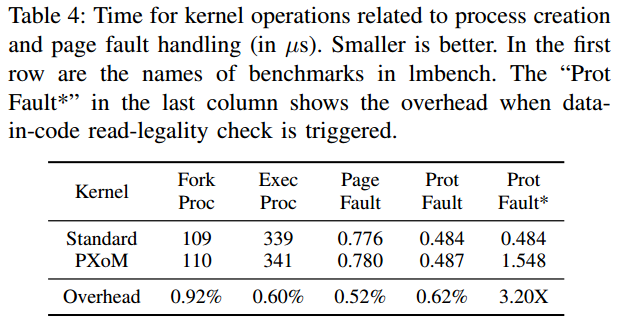 Table 4: Time for kernel operations related to process creation
and page fault handling (in μs). Smaller is better. In the first
row are the names of benchmarks in lmbench. The “Prot
Fault*” in the last column shows the overhead when data-
in-code read-legality check is triggered.
Kernel Fork Proc Exec Proc Page Fault Prot Fault Prot Fault*
Standard 109 339 0.776 0.484 0.484
PXoM 110 341 0.780 0.487 1.548
Overhead 0.92% 0.60% 0.52% 0.62% 3.20X